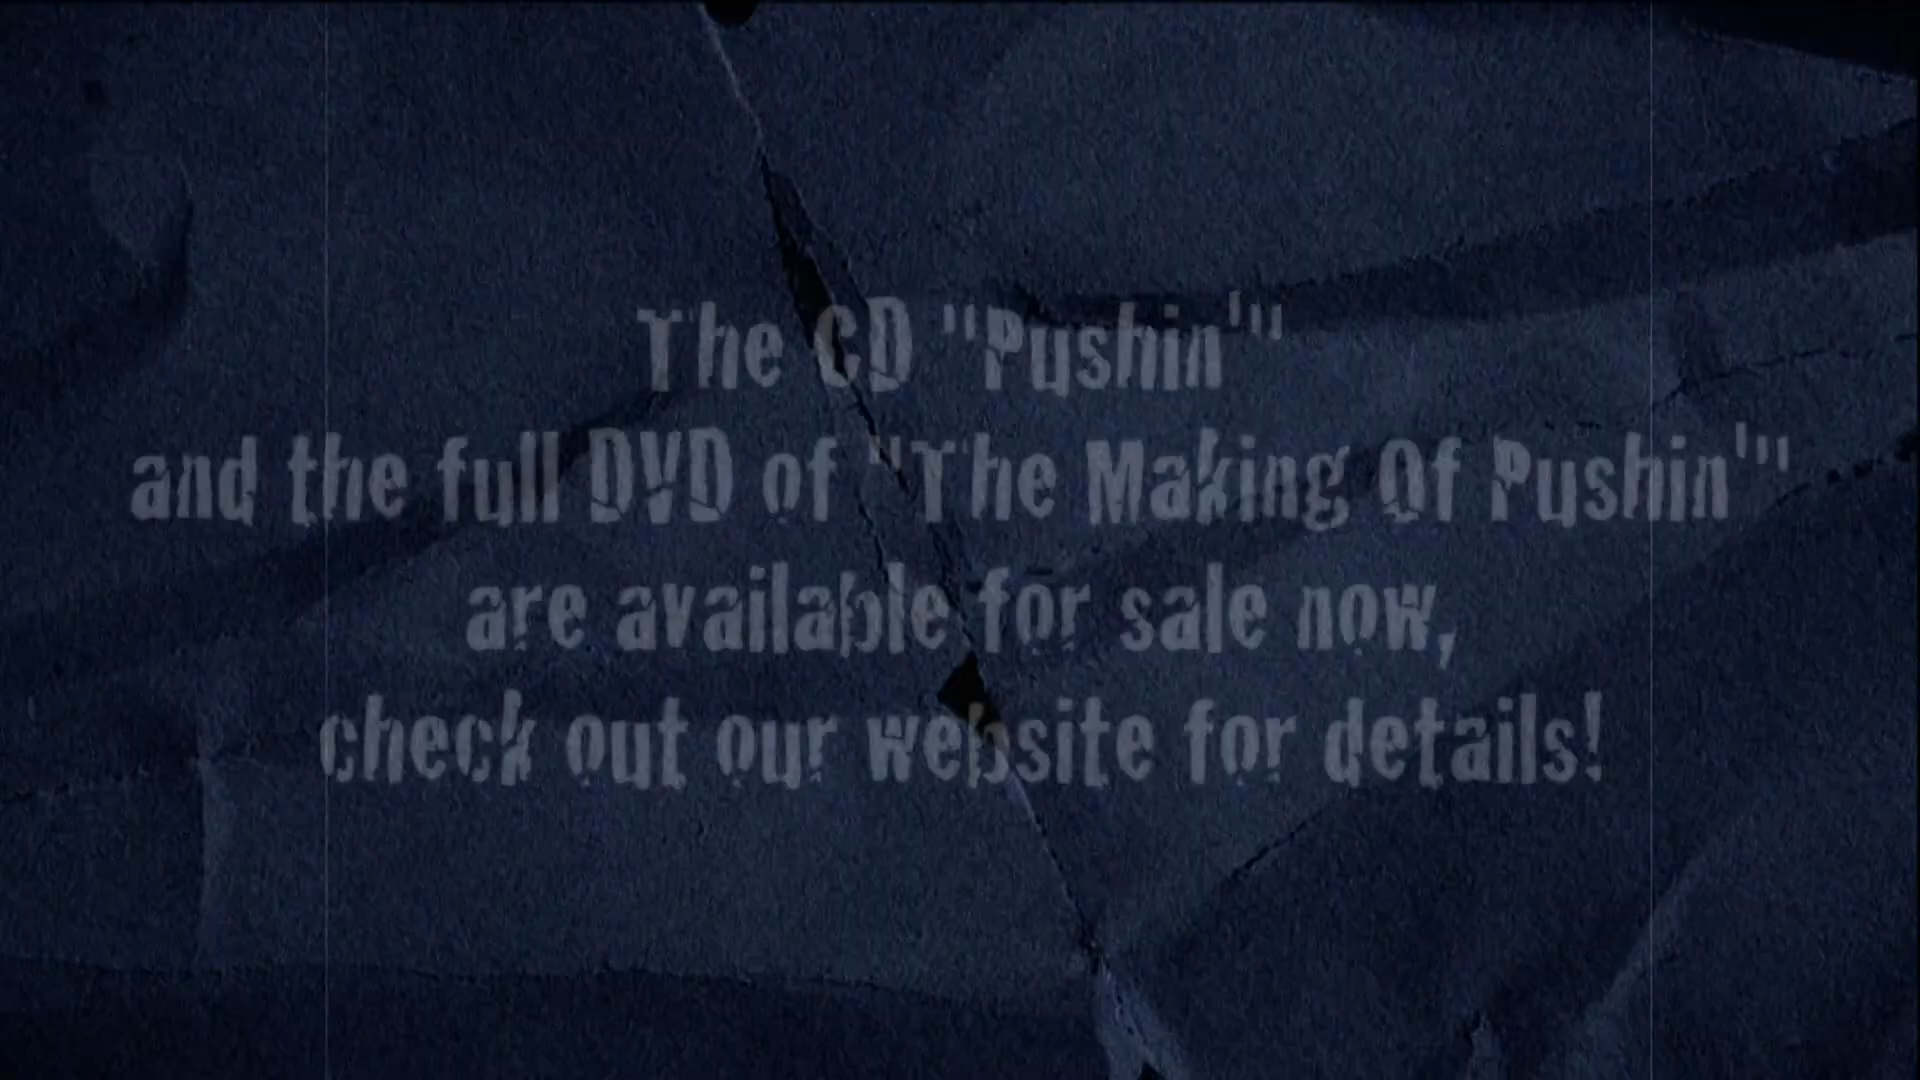 The CD "Pushin'"
and the full DVD of "The Making Of Pushin'"
are available for sale now,
check out our website for details!